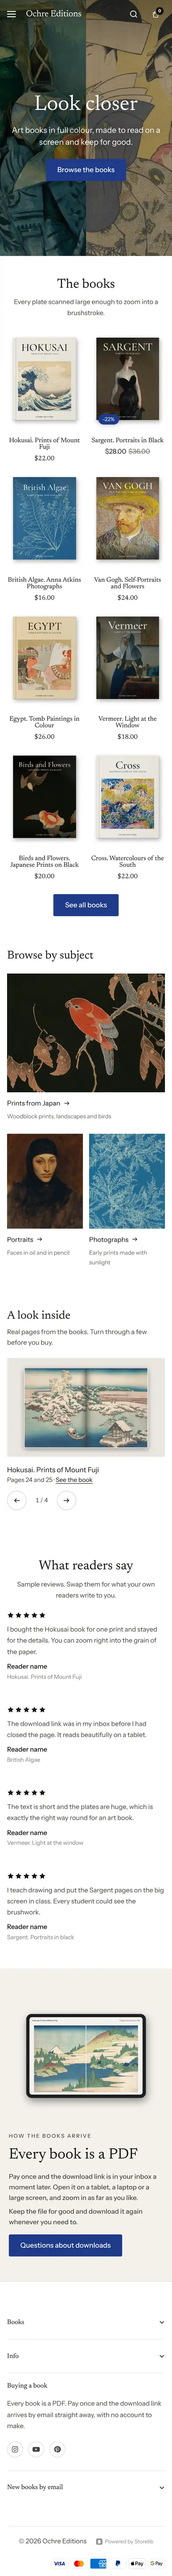 Ochre Editions
0
Look closer
Art books in full colour, made to read on a
screen and keep for good.
Browse the books
The books
Every plate scanned large enough to zoom into a
brushstroke.
HOKUSAI
SARGENT
-22%
Hokusai. Prints of Mount
Fuji
$22.00
Sargent. Portraits in Black
$28.00 $36.00
British Algae
VAN GOGH
British Algae. Anna Atkins
Photographs
$16.00
Van Gogh. Self-Portraits
and Flowers
$24.00
EGYPT
Vermeer
Egypt. Tomb Paintings in
Colour
$26.00
Vermeer. Light at the
Window
$18.00
Birds and Flowers
Cross
Birds and Flowers.
Japanese Prints on Black
$20.00
Cross. Watercolours of the
South
$22.00
See all books
Browse by subject
Prints from Japan →
Woodblock prints, landscapes and birds
Portraits →
Faces in oil and in pencil
Photographs →
Early prints made with
sunlight
A look inside
Real pages from the books. Turn through a few
before you buy.
Hokusai. Prints of Mount Fuji
Pages 24 and 25 · See the book
1 / 4
What readers say
Sample reviews. Swap them for what your own
readers write to you.
★ ★ ★ ★ ★
I bought the Hokusai book for one print and stayed
for the details. You can zoom right into the grain of
the paper.
Reader name
Hokusai. Prints of Mount Fuji
★ ★ ★ ★ ★
The download link was in my inbox before I had
closed the page. It reads beautifully on a tablet.
Reader name
British Algae
★ ★ ★ ★ ★
The text is short and the plates are huge, which is
exactly the right way round for an art book.
Reader name
Vermeer. Light at the window
★ ★ ★ ★ ★
I teach drawing and put the Sargent pages on the big
screen in class. Every student could see the
brushwork.
Reader name
Sargent. Portraits in black
HOW THE BOOKS ARRIVE
Every book is a PDF
Pay once and the download link is in your inbox a
moment later. Open it on a tablet, a laptop or a
large screen, and zoom in as far as you like.
Keep the file for good and download it again
whenever you need to.
Questions about downloads
Books
Info
Buying a book
Every book is a PDF. Pay once and the download link
arrives by email straight away, with no account to
make.
New books by email
© 2026 Ochre Editions
Powered by Storelib
VISA
Pay
G Pay